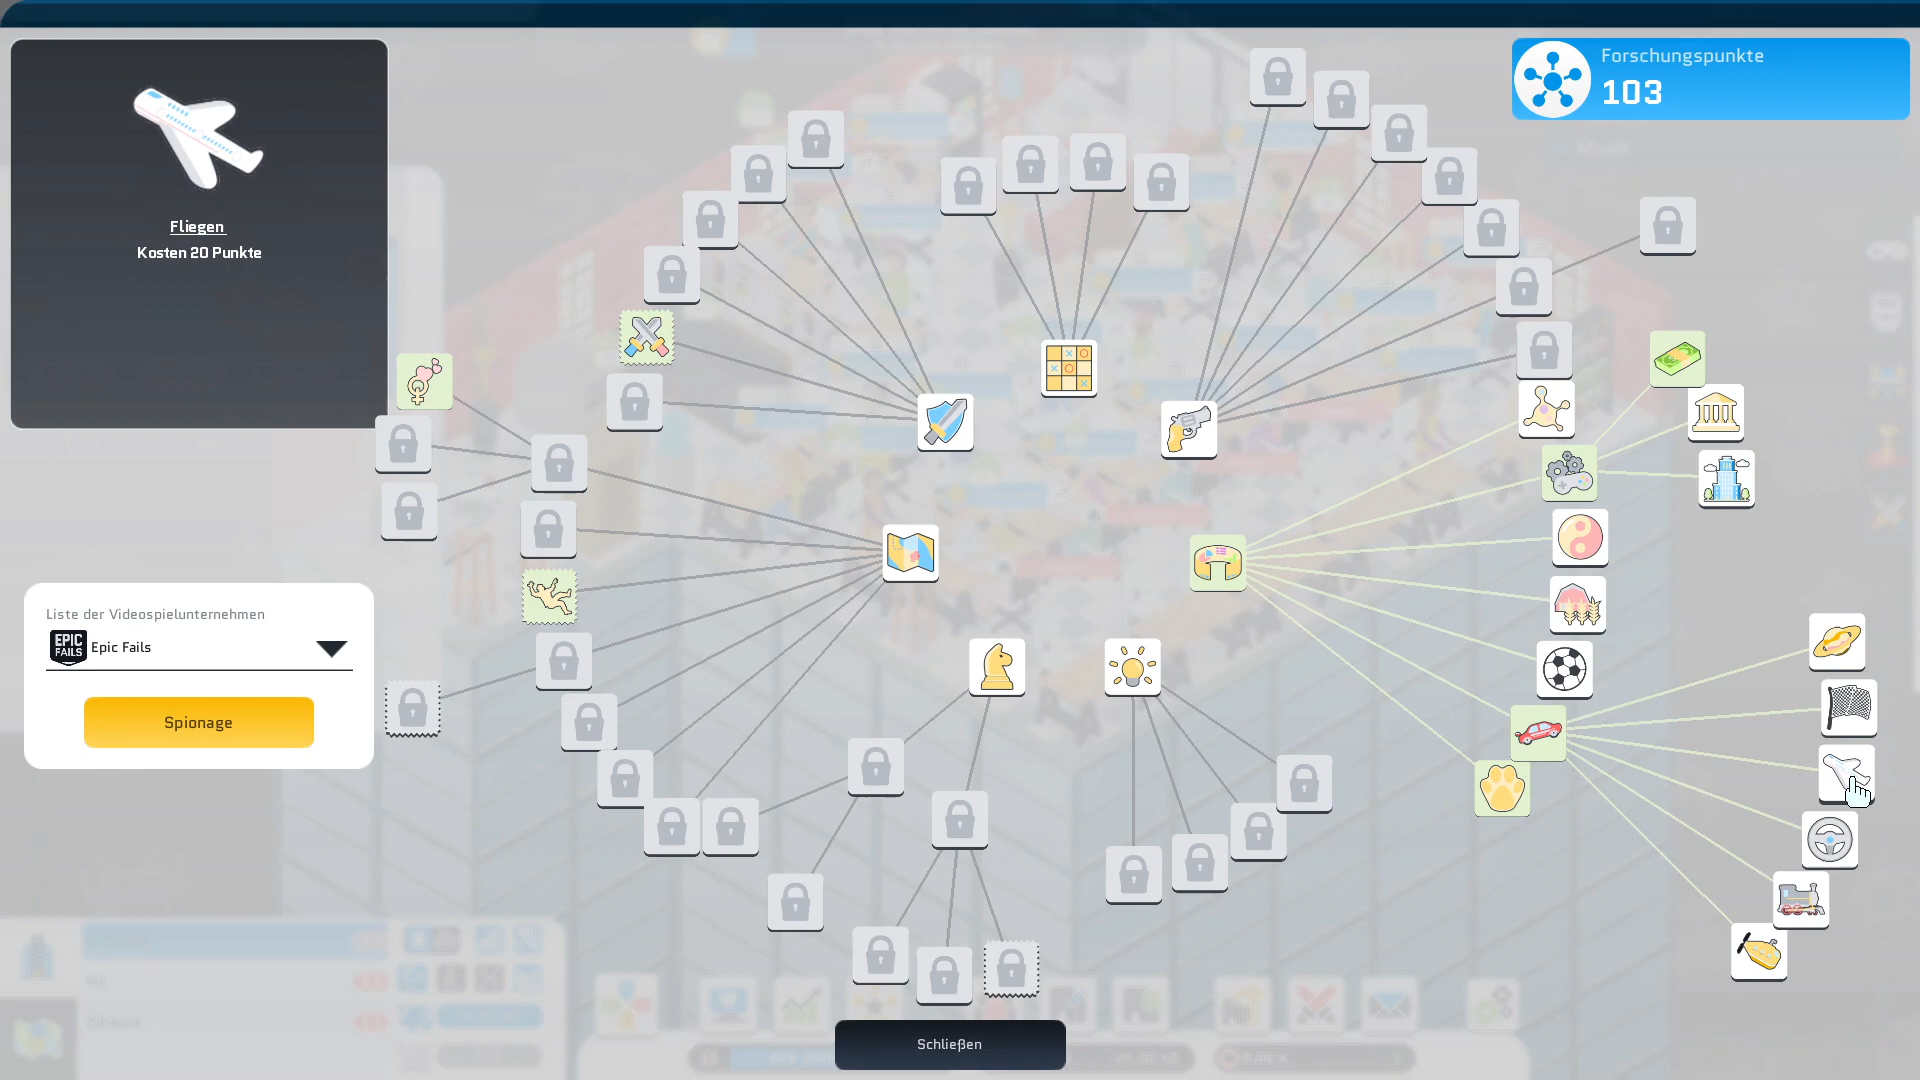 Forschungspunkte
103
Fliegen
Kosten 20 Punkte
Liste der Videospielunternehmen
EPIC
FAILS
Epic Fails
Spionage
Schließen